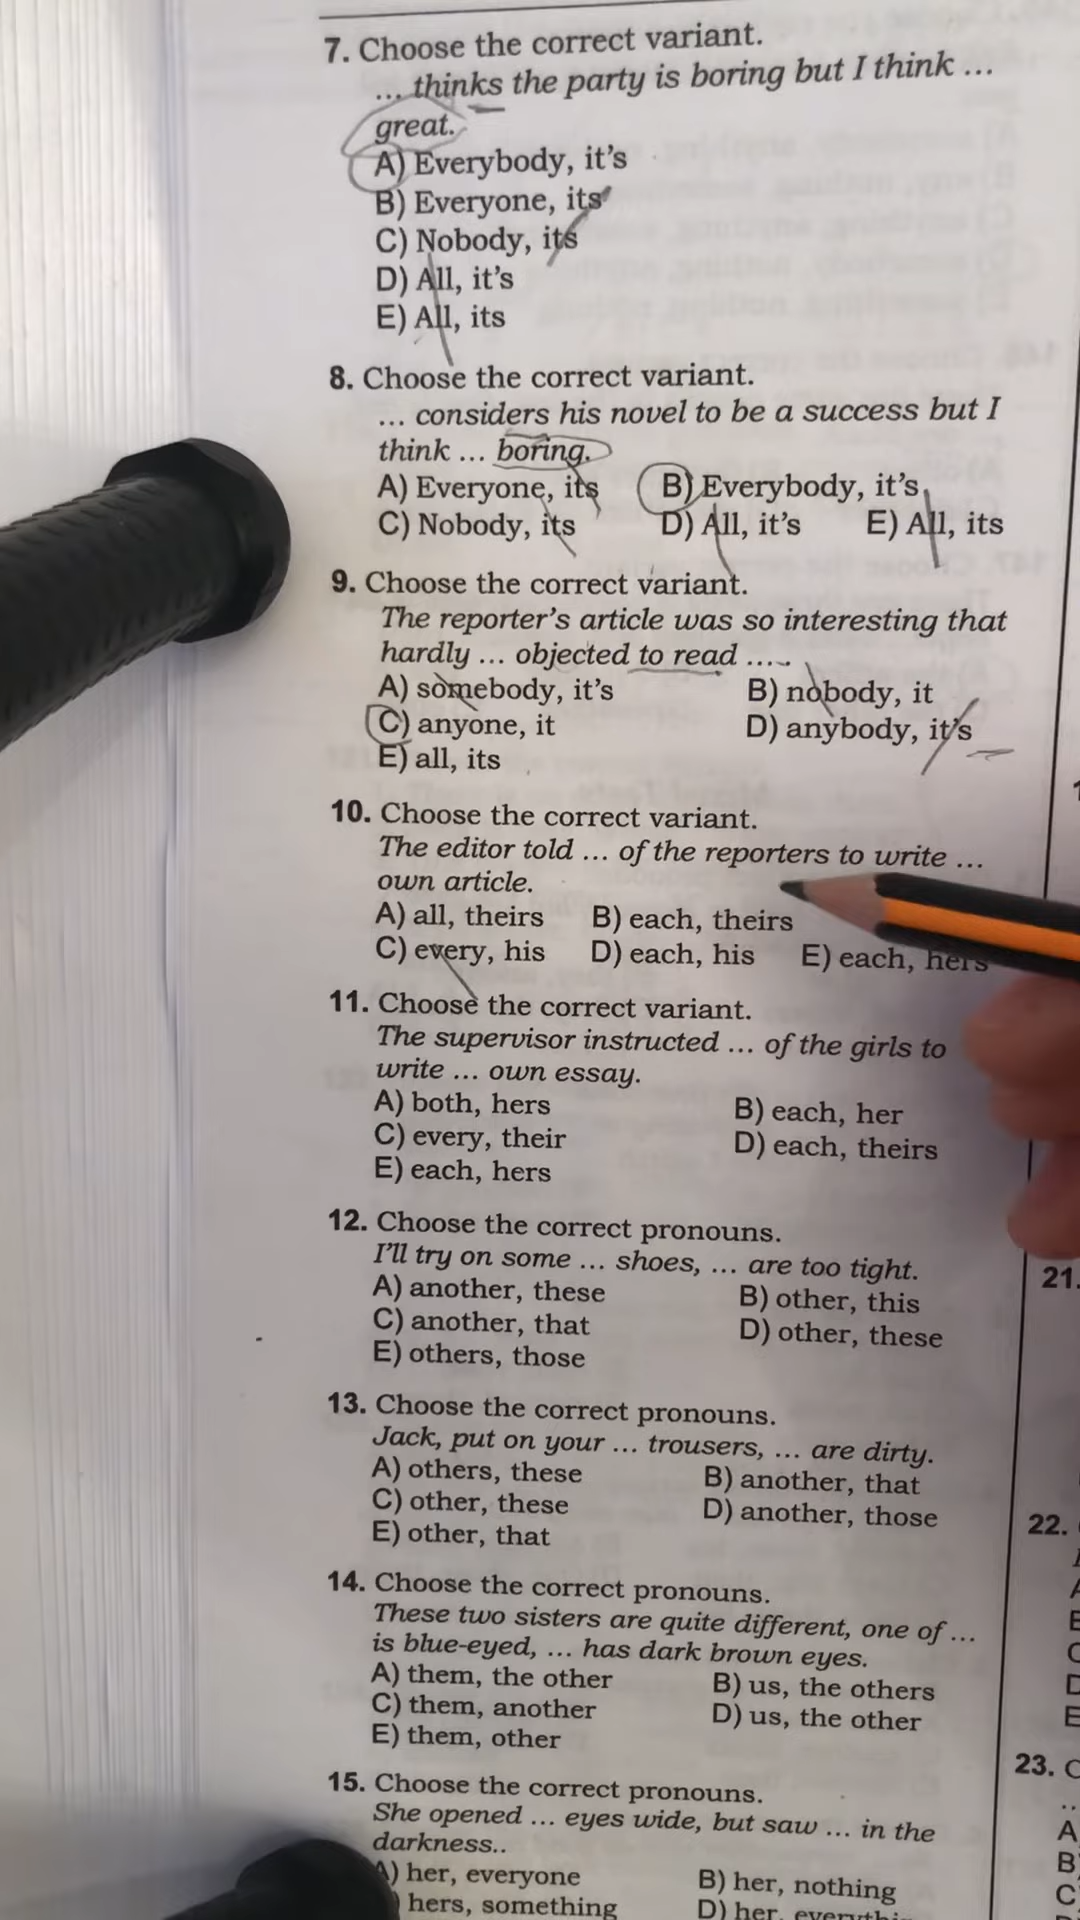 7. Choose the correct variant.
... thinks the party is boring but I think ...
great.
A) Everybody, it's
B) Everyone, its
C) Nobody, its
D) All, it's
E) All, its
8. Choose the correct variant.
... considers his novel to be a success but I
think ... boring.
A) Everyone, its B) Everybody, it's
C) Nobody, its D) All, it's E) All, its
9. Choose the correct variant.
The reporter's article was so interesting that
hardly ... objected to read ....
A) somebody, it's B) nobody, it
C) anyone, it D) anybody, it's
E) all, its
10. Choose the correct variant.
The editor told ... of the reporters to write ...
own article.
A) all, theirs B) each, theirs
C) every, his D) each, his E) each, hers
11. Choose the correct variant.
The supervisor instructed ... of the girls to
write ... own essay.
A) both, hers B) each, her
C) every, their D) each, theirs
E) each, hers
12. Choose the correct pronouns.
I'll try on some ... shoes, ... are too tight.
A) another, these B) other, this
C) another, that D) other, these
E) others, those
13. Choose the correct pronouns.
Jack, put on your ... trousers, ... are dirty.
A) others, these B) another, that
C) other, these D) another, those
E) other, that
14. Choose the correct pronouns.
These two sisters are quite different, one of ...
is blue-eyed, ... has dark brown eyes.
A) them, the other B) us, the others
C) them, another D) us, the other
E) them, other
15. Choose the correct pronouns.
She opened ... eyes wide, but saw ... in the
darkness..
A) her, everyone B) her, nothing
) hers, something D) her,
21.
22.
A
E
C
D
E
23. C
..
A
B
C